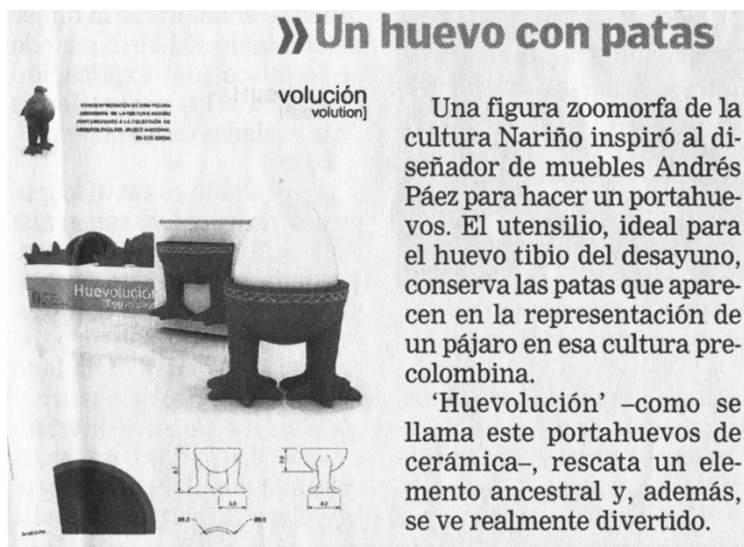 » Un huevo con patas
Huevolución
[Eggvolution]
Una figura zoomorfa de la
cultura Nariño inspiró al di-
señador de muebles Andrés
Páez para hacer un portahue-
vos. El utensilio, ideal para
el huevo tibio del desayuno,
conserva las patas que apare-
cen en la representación de
un pájaro en esa cultura pre-
colombina.
'Huevolución' –como se
llama este portahuevos de
cerámica–, rescata un ele-
mento ancestral y, además,
se ve realmente divertido.
Huevolución